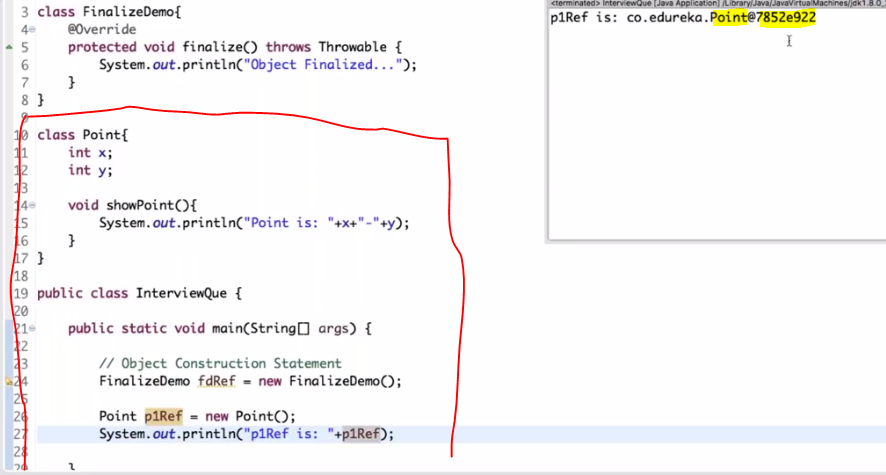 3 class FinalizeDemo{
4 @Override
5 protected void finalize() throws Throwable {
6 System.out.println("Object Finalized...");
7 }
8 }
9
10 class Point{
11 int x;
12 int y;
13
14 void showPoint(){
15 System.out.println("Point is: "+x+"-"+y);
16 }
17 }
18
19 public class InterviewQue {
20
21 public static void main(String[] args) {
22
23 // Object Construction Statement
24 FinalizeDemo fdRef = new FinalizeDemo();
25
26 Point p1Ref = new Point();
27 System.out.println("p1Ref is: "+p1Ref);
28
29 }
<terminated> InterviewQue [Java Application] /Library/Java/JavaVirtualMachines/jdk1.8.0_
p1Ref is: co.edureka.Point@7852e922